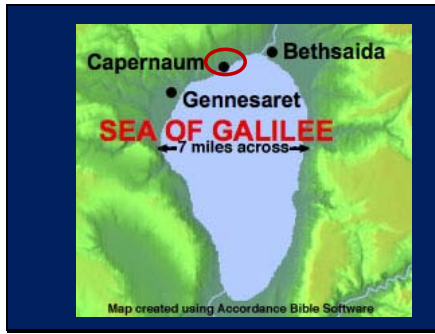 Bethsaida
Capernaum
Gennesaret
SEA OF GALILEE
7 miles across
Map created using Accordance Bible Software